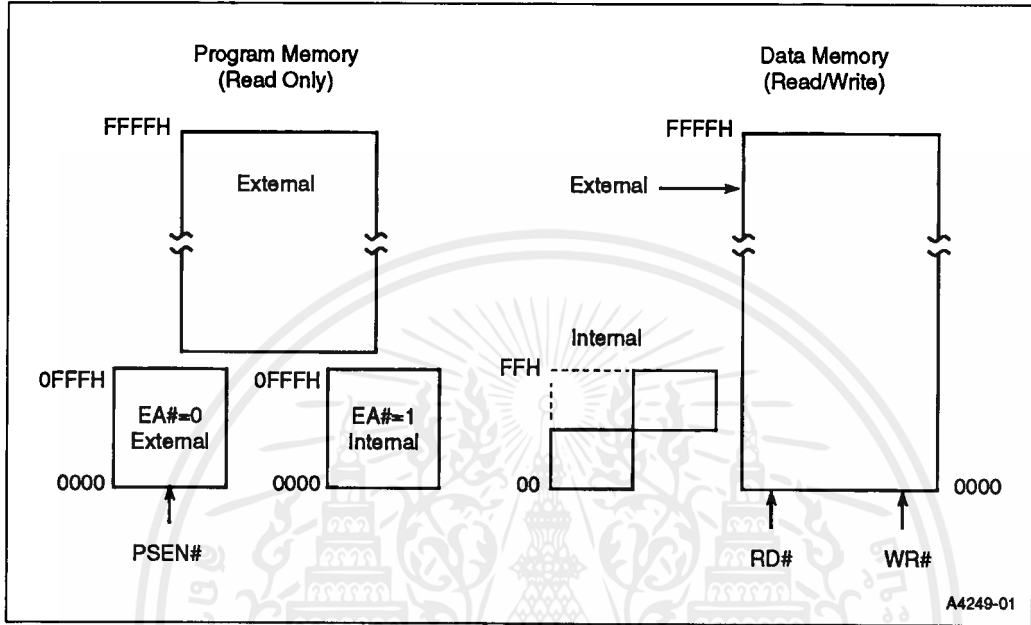 Program Memory
(Read Only)
FFFFH
External
0FFFH
EA#=0
External
0000
PSEN#
0FFFH
EA#=1
Internal
0000
Data Memory
(Read/Write)
FFFFH
External
Internal
FFH
00
0000
RD#
WR#
A4249-01